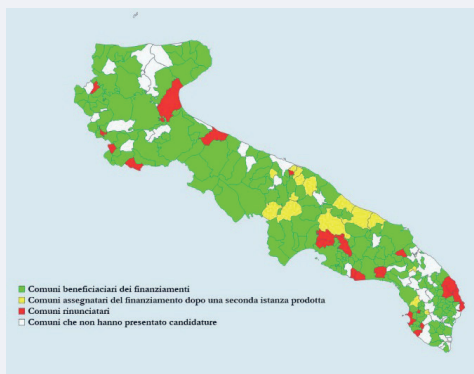 Comuni beneficiaciari dei finanziamenti
Comuni assegnatari del finanziamento dopo una seconda istanza prodotta
Comuni rinunciatari
Comuni che non hanno presentato candidature